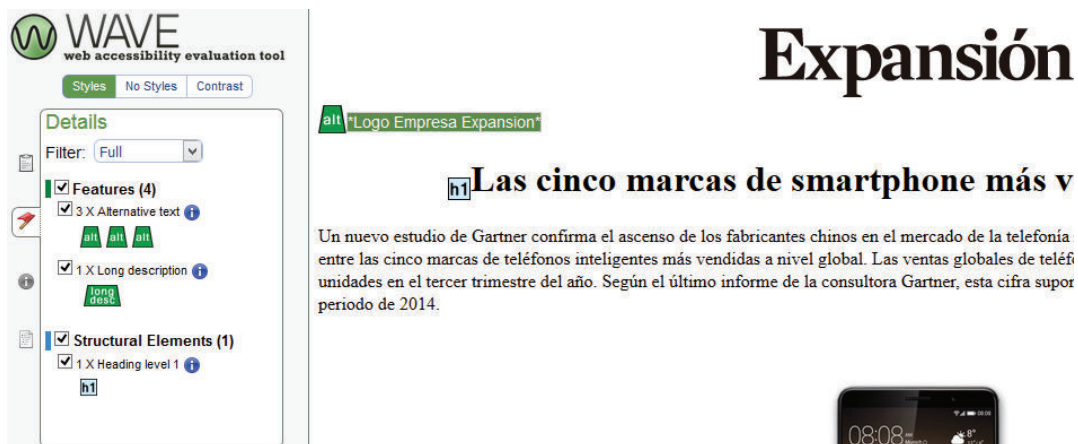 WAVE
web accessibility evaluation tool
Styles No Styles Contrast
Details
Filter: Full
Features (4)
3 X Alternative text
alt alt alt
1 X Long description
long desc
Structural Elements (1)
1 X Heading level 1
h1
Expansión
alt *Logo Empresa Expansion*
h1 Las cinco marcas de smartphone más v
Un nuevo estudio de Gartner confirma el ascenso de los fabricantes chinos en el mercado de la telefonía
entre las cinco marcas de teléfonos inteligentes más vendidas a nivel global. Las ventas globales de teléf
unidades en el tercer trimestre del año. Según el último informe de la consultora Gartner, esta cifra supor
periodo de 2014.
08:08
8°